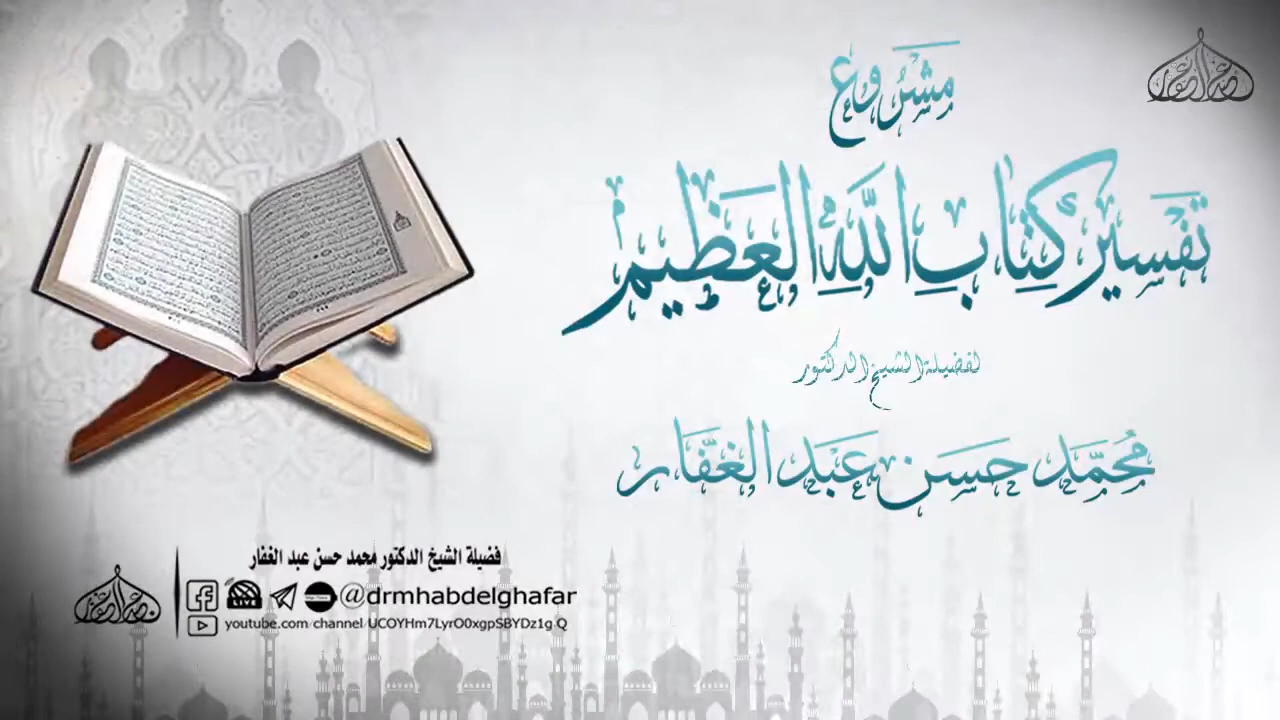 مشروع
تفسير كتاب الله العظيم
لفضيلة الشيخ الدكتور
محمد حسن عبد الغفار
فضيلة الشيخ الدكتور محمد حسن عبد الغفار
LIVE @drmhabdelghafar
youtube.com/channel/UCOYHm7LyrO0xgpSBYDz1g.Q